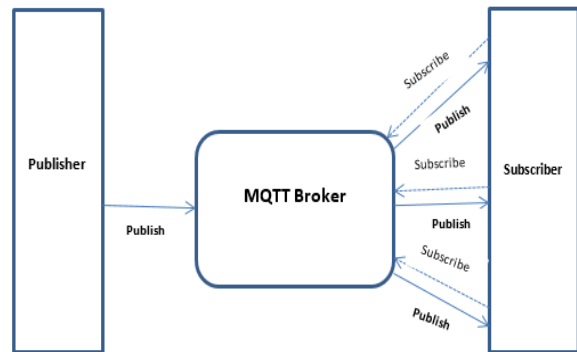 Publisher
Publish
MQTT Broker
Subscribe
Publish
Subscribe
Publish
Subscribe
Publish
Subscriber